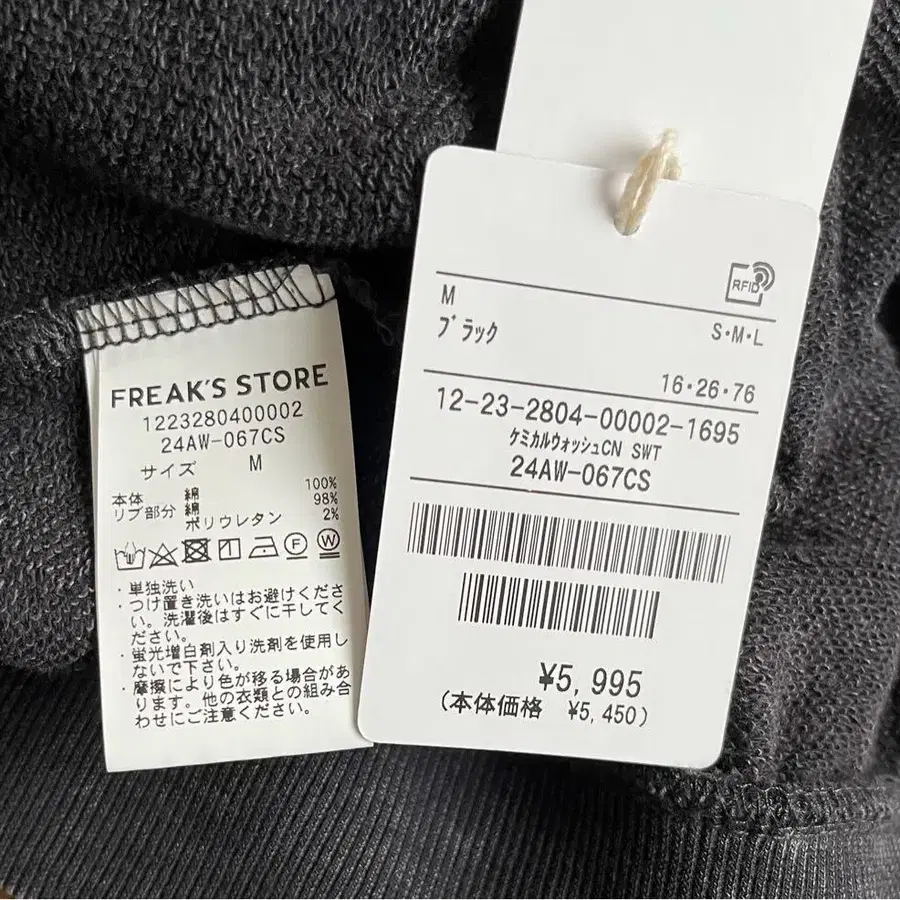 FREAK'S STORE
1223280400002
24AW-067CS
サイズ M
本体 綿 100%
リブ部分 綿 98%
ポリウレタン 2%
F W
・単独洗い
・つけ置き洗いはお避けくださ
い。洗濯後はすぐに干してく
ださい。
・蛍光増白剤入り洗剤を使用し
ないで下さい。
・摩擦により色が移る場合があ
ります。他の衣類との組み合
わせにご注意ください。
RFID
M
ブラック
S・M・L
16・26・76
12-23-2804-00002-1695
ケミカルウォッシュCN SWT
24AW-067CS
¥5,995
(本体価格 ¥5,450)